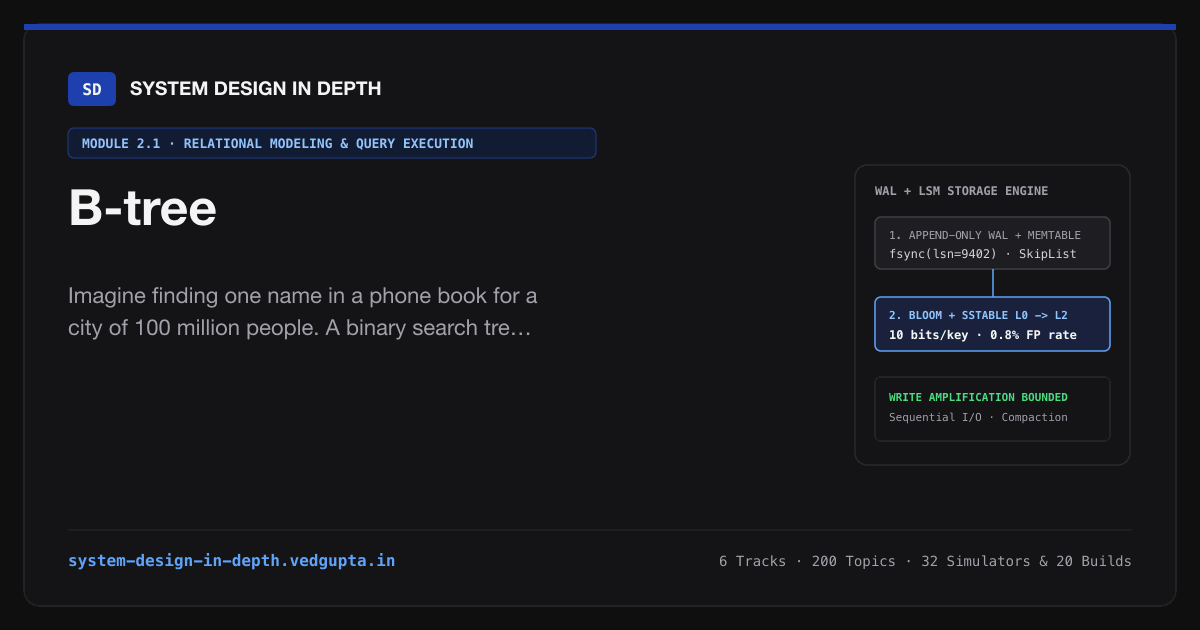 SD
SYSTEM DESIGN IN DEPTH
MODULE 2.1 · RELATIONAL MODELING & QUERY EXECUTION
B-tree
Imagine finding one name in a phone book for a
city of 100 million people. A binary search tre...
WAL + LSM STORAGE ENGINE
1. APPEND-ONLY WAL + MEMTABLE
fsync(lsn=9402) · SkipList
2. BLOOM + SSTABLE L0 -> L2
10 bits/key · 0.8% FP rate
WRITE AMPLIFICATION BOUNDED
Sequential I/O · Compaction
system-design-in-depth.vedgupta.in
6 Tracks · 200 Topics · 32 Simulators & 20 Builds